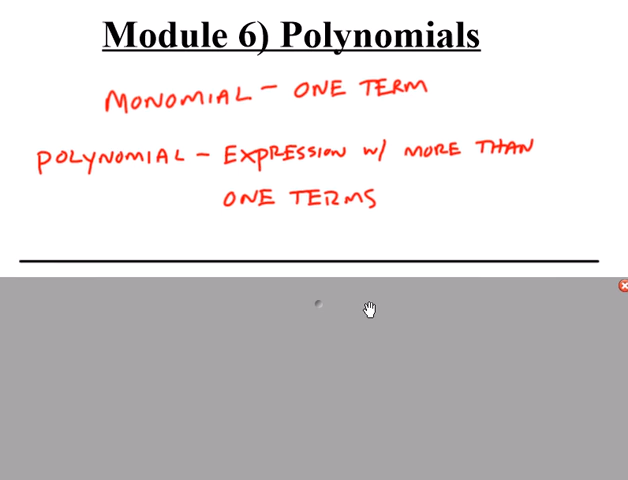 Module 6) Polynomials
MONOMIAL - ONE TERM
POLYNOMIAL - EXPRESSION W/ MORE THAN
ONE TERMS